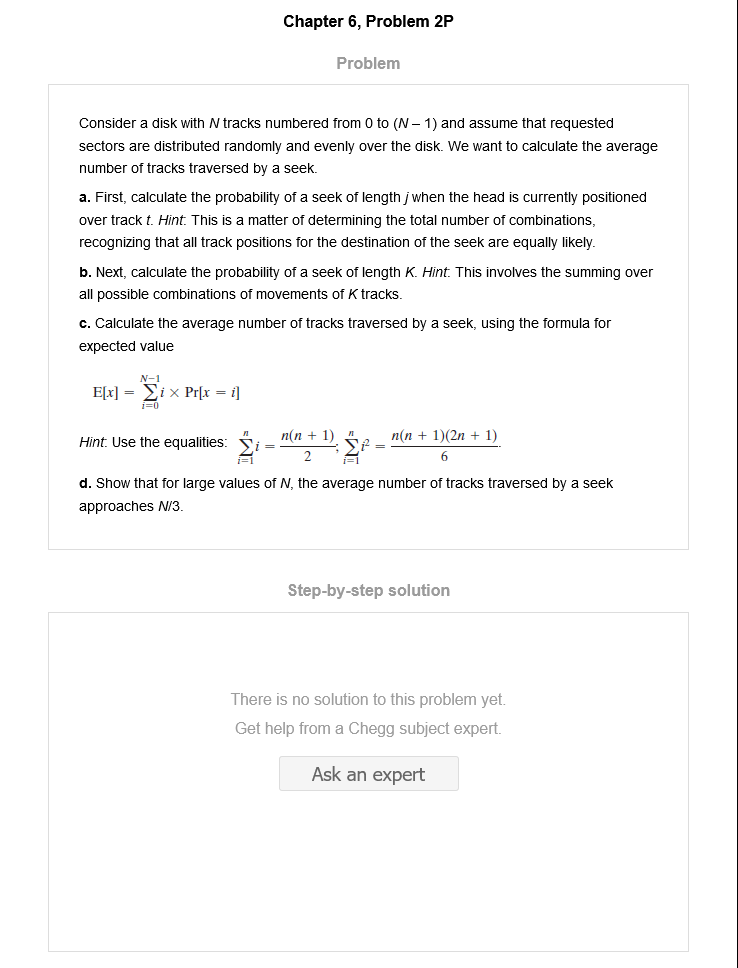 Chapter 6, Problem 2P
Problem
Consider a disk with N tracks numbered from 0 to (N – 1) and assume that requested
sectors are distributed randomly and evenly over the disk. We want to calculate the average
number of tracks traversed by a seek.
a. First, calculate the probability of a seek of length j when the head is currently positioned
over track t. Hint: This is a matter of determining the total number of combinations,
recognizing that all track positions for the destination of the seek are equally likely.
b. Next, calculate the probability of a seek of length K. Hint: This involves the summing over
all possible combinations of movements of K tracks.
c. Calculate the average number of tracks traversed by a seek, using the formula for
expected value
E[x] = ∑_{i=0}^{N−1} i × Pr[x = i]
Hint: Use the equalities: ∑_{i=1}^{n} i = n(n + 1)/2; ∑_{i=1}^{n} i² = n(n + 1)(2n + 1)/6.
d. Show that for large values of N, the average number of tracks traversed by a seek
approaches N/3.
Step-by-step solution
There is no solution to this problem yet.
Get help from a Chegg subject expert.
Ask an expert